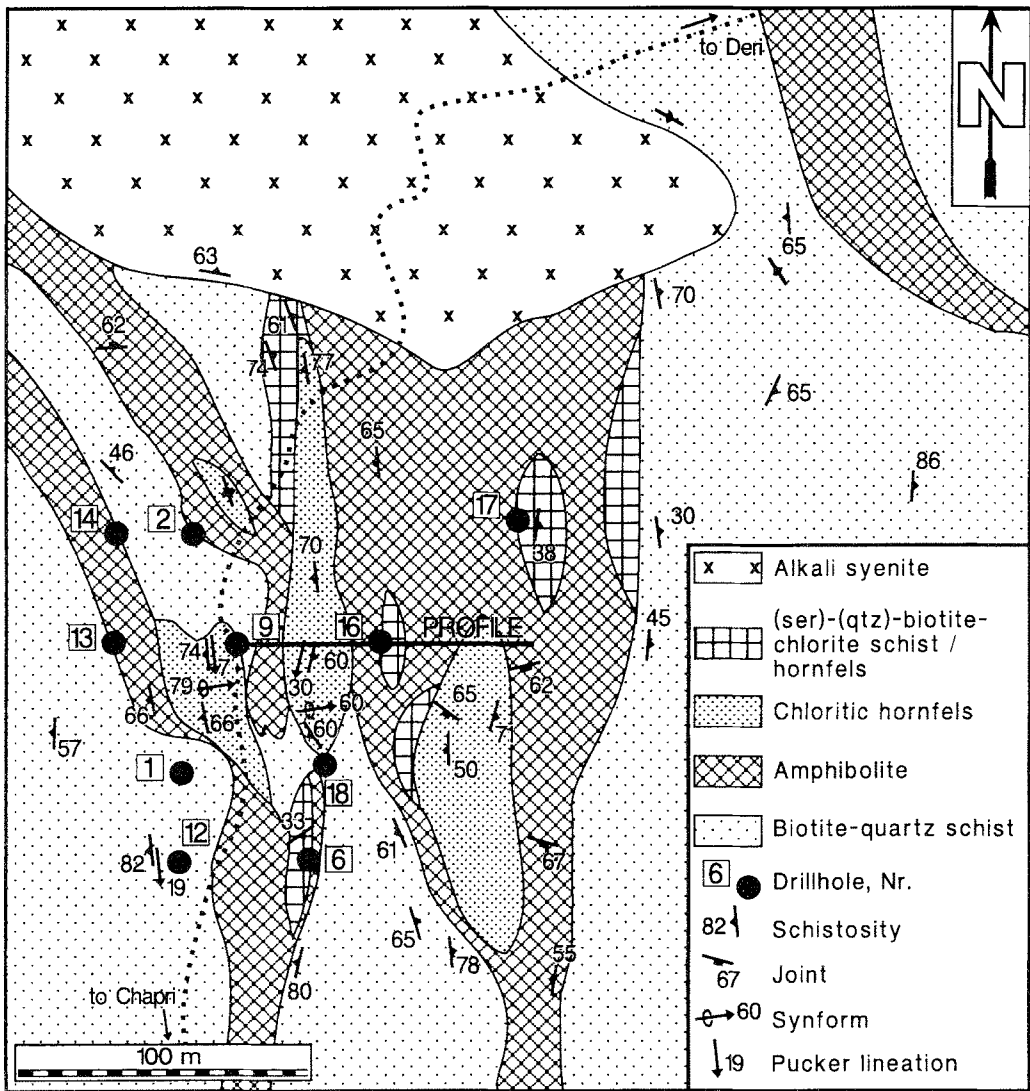 to Deri
N
63
65
70
62
61
74
77
65
65
46
86
14
2
17
30
38
70
13
9
16
PROFILE
45
74
7
60
79
30
60
62
65
66
66
60
71
57
50
1
18
12
33
6
61
67
82
19
65
78
55
80
to Chapri
100 m
x x Alkali syenite
(ser)-(qtz)-biotite-
chlorite schist /
hornfels
Chloritic hornfels
Amphibolite
Biotite-quartz schist
6 Drillhole, Nr.
82 Schistosity
67 Joint
60 Synform
19 Pucker lineation